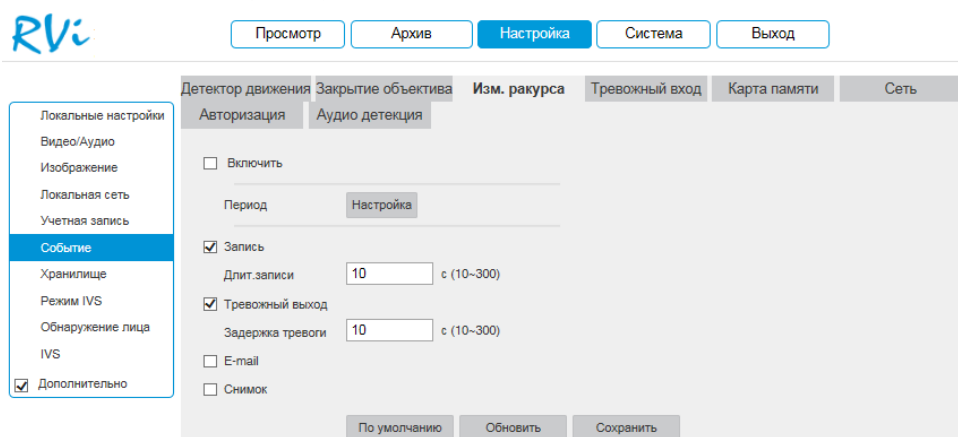 RVi
Просмотр Архив Настройка Система Выход
Детектор движения Закрытие объектива Изм. ракурса Тревожный вход Карта памяти Сеть
Авторизация Аудио детекция
Локальные настройки
Видео/Аудио
Изображение
Локальная сеть
Учетная запись
Событие
Хранилище
Режим IVS
Обнаружение лица
IVS
Дополнительно
Включить
Период Настройка
Запись
Длит.записи 10 с (10~300)
Тревожный выход
Задержка тревоги 10 с (10~300)
E-mail
Снимок
По умолчанию Обновить Сохранить